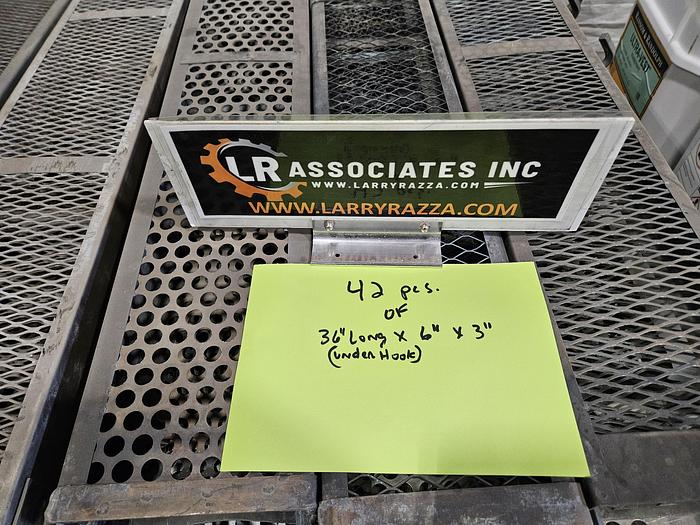 LR ASSOCIATES INC
WWW.LARRYRAZZA.COM
WWW.LARRYRAZZA.COM
42 pcs.
OF
36" Long x 6" x 3"
(under Hook)